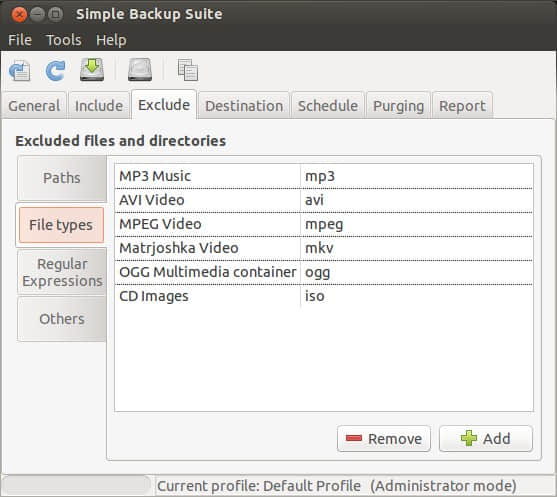 Simple Backup Suite
File Tools Help
General Include Exclude Destination Schedule Purging Report
Excluded files and directories
Paths
File types
Regular
Expressions
Others
MP3 Music mp3
AVI Video avi
MPEG Video mpeg
Matrjoshka Video mkv
OGG Multimedia container ogg
CD Images iso
Remove Add
Current profile: Default Profile (Administrator mode)